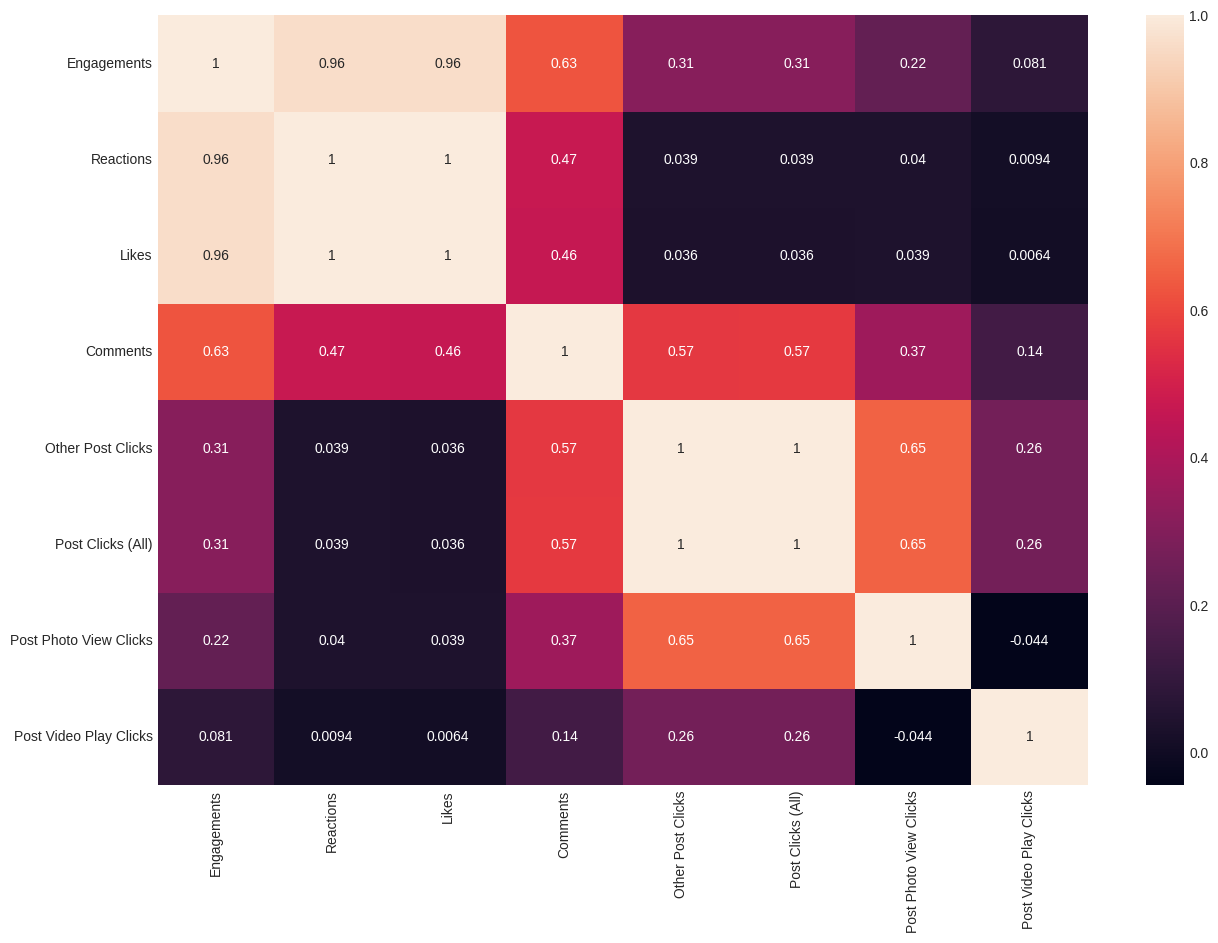 Engagements 1 0.96 0.96 0.63 0.31 0.31 0.22 0.081
Reactions 0.96 1 1 0.47 0.039 0.039 0.04 0.0094
Likes 0.96 1 1 0.46 0.036 0.036 0.039 0.0064
Comments 0.63 0.47 0.46 1 0.57 0.57 0.37 0.14
Other Post Clicks 0.31 0.039 0.036 0.57 1 1 0.65 0.26
Post Clicks (All) 0.31 0.039 0.036 0.57 1 1 0.65 0.26
Post Photo View Clicks 0.22 0.04 0.039 0.37 0.65 0.65 1 -0.044
Post Video Play Clicks 0.081 0.0094 0.0064 0.14 0.26 0.26 -0.044 1
Engagements
Reactions
Likes
Comments
Other Post Clicks
Post Clicks (All)
Post Photo View Clicks
Post Video Play Clicks
1.0
0.8
0.6
0.4
0.2
0.0